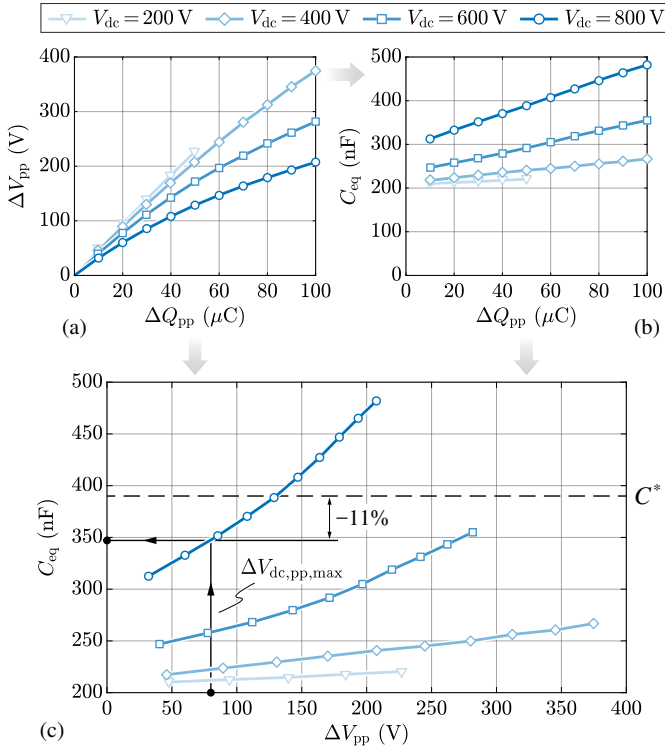 V_dc = 200 V V_dc = 400 V V_dc = 600 V V_dc = 800 V
400
300
200
100
0
ΔV_pp (V)
0 20 40 60 80 100
ΔQ_pp (μC)
(a)
500
400
300
200
100
0
C_eq (nF)
0 20 40 60 80 100
ΔQ_pp (μC)
(b)
500
450
400
350
300
250
200
C_eq (nF)
C*
−11%
ΔV_dc,pp,max
0 50 100 150 200 250 300 350 400
ΔV_pp (V)
(c)